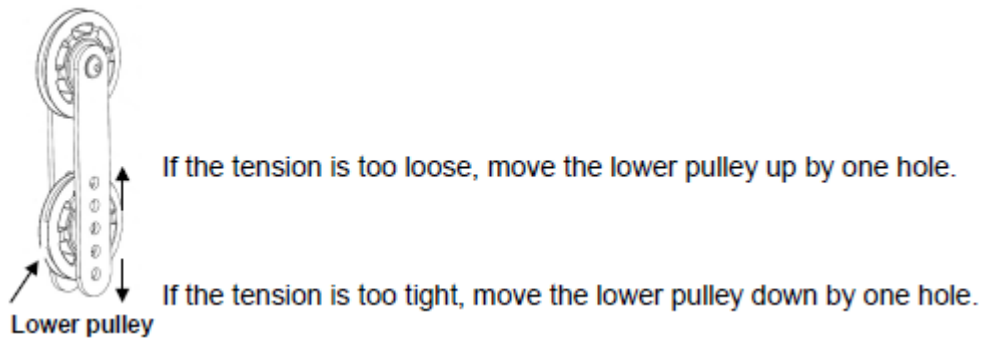 If the tension is too loose, move the lower pulley up by one hole.
If the tension is too tight, move the lower pulley down by one hole.
Lower pulley